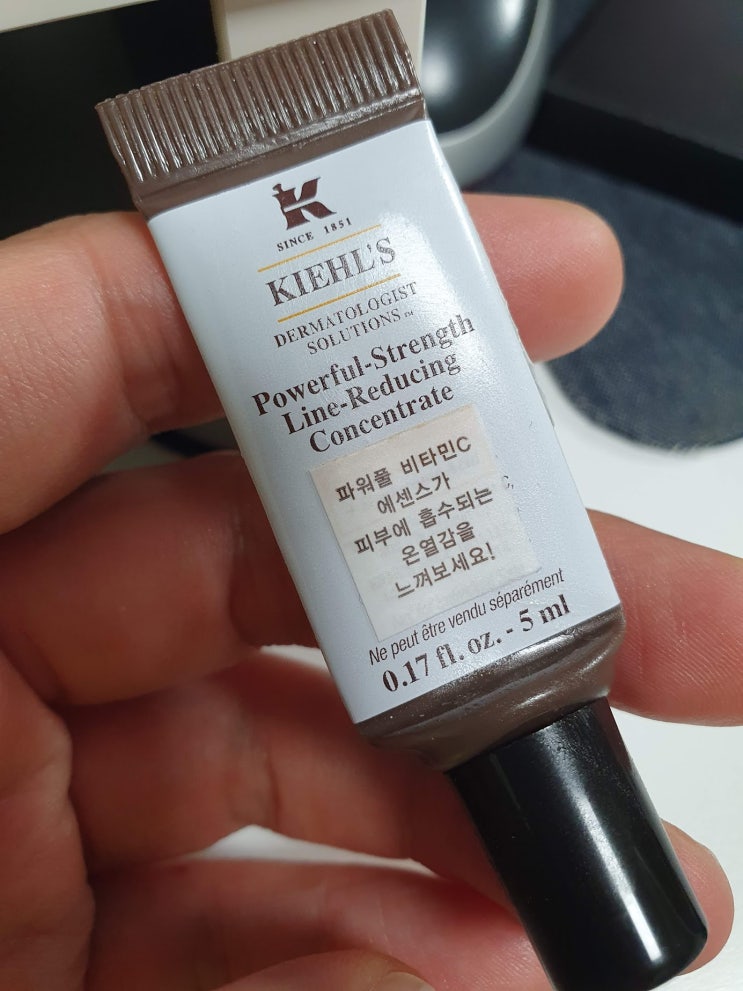 K
SINCE 1851
KIEHL'S
DERMATOLOGIST
SOLUTIONS™
Powerful-Strength
Line-Reducing
Concentrate
파워풀 비타민C
에센스가
피부에 흡수되는
온열감을
느껴보세요!
Ne peut être vendu séparément
0.17 fl. oz. - 5 ml